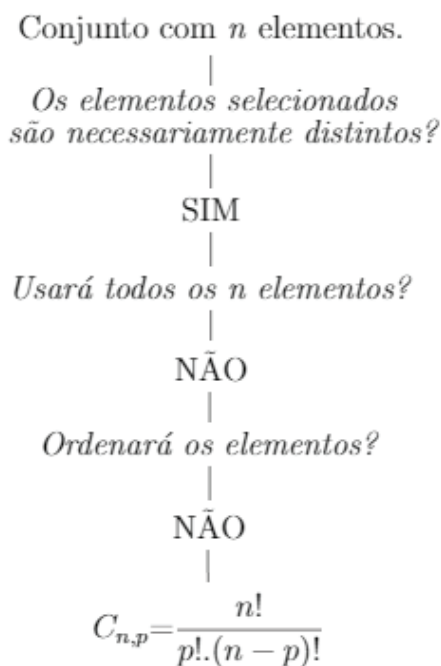 Conjunto com n elementos.
Os elementos selecionados
são necessariamente distintos?
SIM
Usará todos os n elementos?
NÃO
Ordenará os elementos?
NÃO
C_{n,p}=\frac{n!}{p!.(n-p)!}